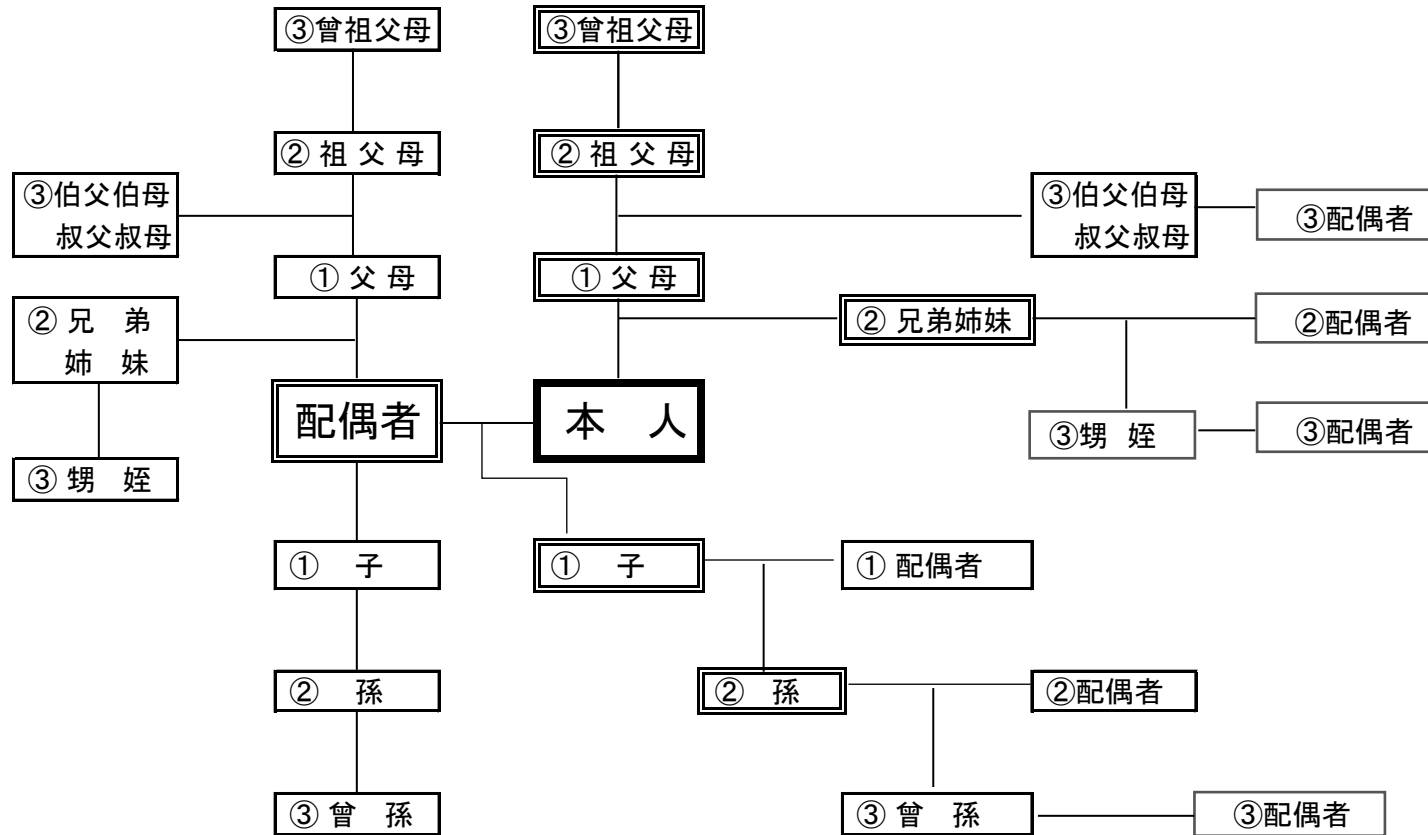 ③曾祖父母
③曾祖父母
② 祖 父 母
② 祖 父 母
③伯父伯母
叔父叔母
③伯父伯母
叔父叔母
③配偶者
① 父 母
① 父 母
② 兄　弟
姉　妹
② 兄弟姉妹
②配偶者
配偶者
本　人
③甥 姪
③配偶者
③ 甥　姪
①　子
①　子
① 配偶者
②　孫
②　孫
②配偶者
③ 曾　孫
③ 曾　孫
③配偶者